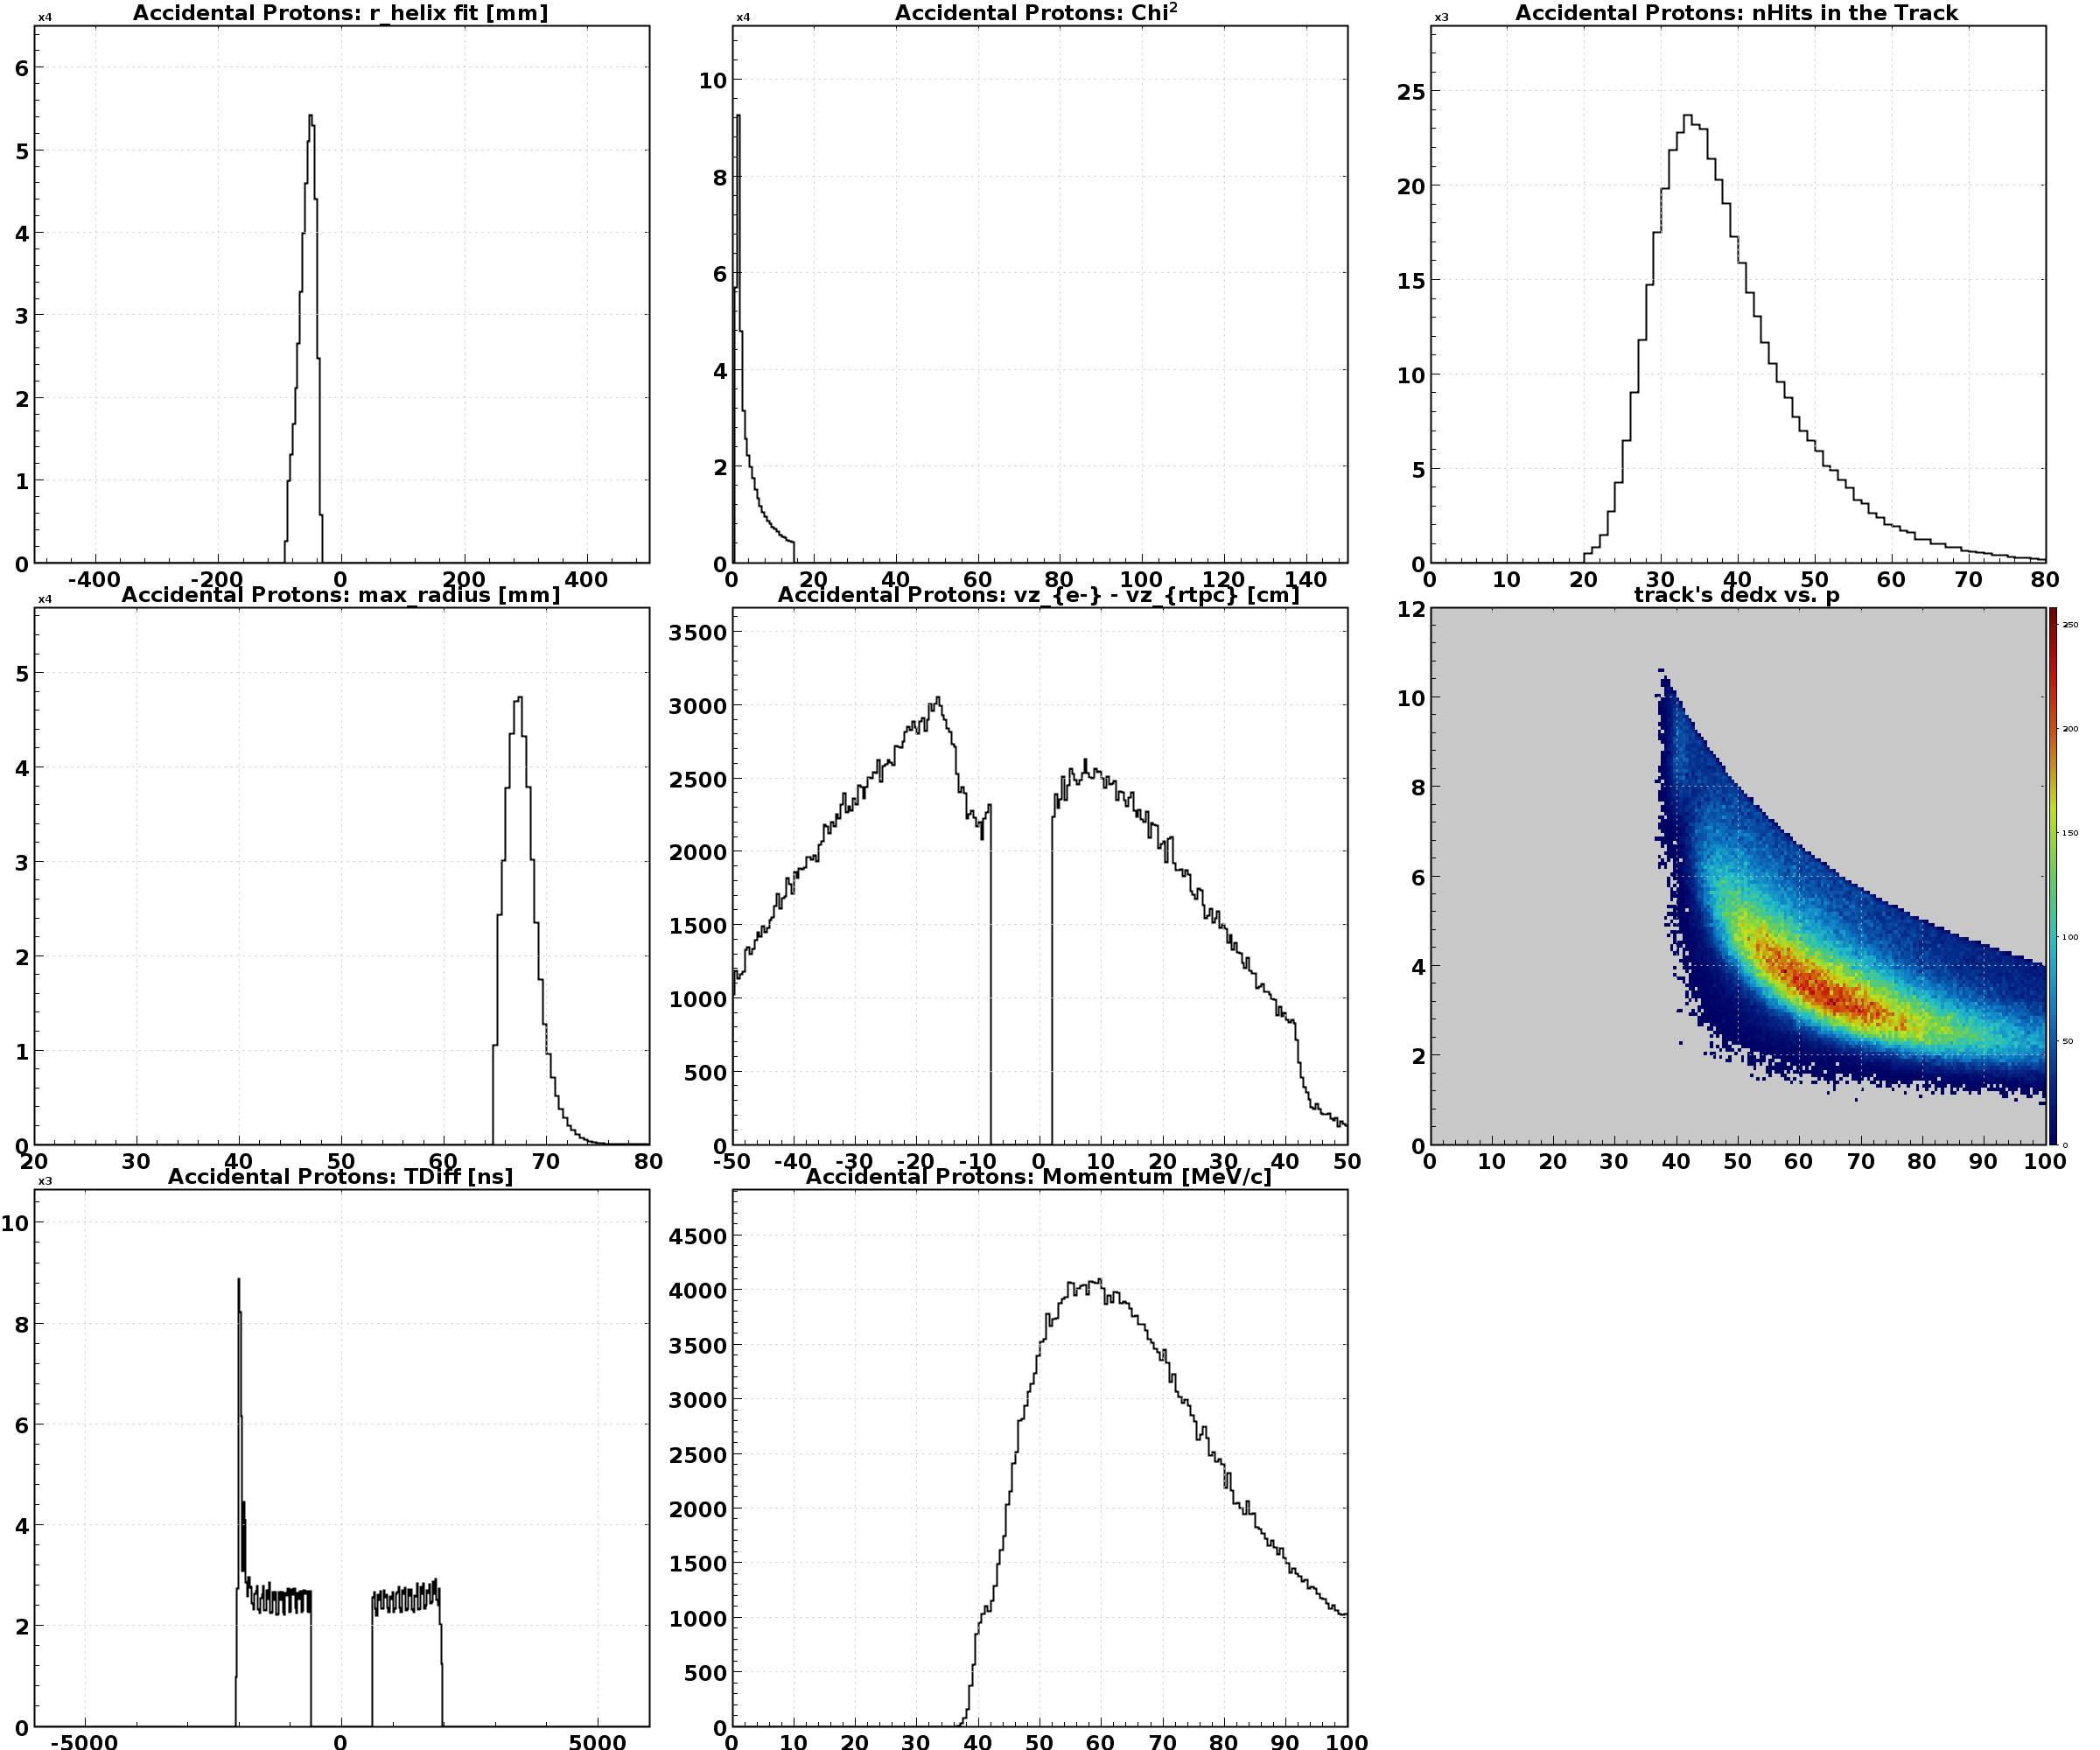 Accidental Protons: r_helix fit [mm]
x4
6
5
4
3
2
1
0
-400 -200 0 200 400
Accidental Protons: Chi²
x4
10
8
6
4
2
0
0 20 40 60 80 100 120 140
Accidental Protons: nHits in the Track
x3
25
20
15
10
5
0
0 10 20 30 40 50 60 70 80
Accidental Protons: max_radius [mm]
x4
5
4
3
2
1
0
20 30 40 50 60 70 80
Accidental Protons: vz_{e-} - vz_{rtpc} [cm]
3500
3000
2500
2000
1500
1000
500
0
-50 -40 -30 -20 -10 0 10 20 30 40 50
track's dedx vs. p
12
10
8
6
4
2
0
0 10 20 30 40 50 60 70 80 90 100
250
200
150
100
50
0
Accidental Protons: TDiff [ns]
x3
10
8
6
4
2
0
-5000 0 5000
Accidental Protons: Momentum [MeV/c]
4500
4000
3500
3000
2500
2000
1500
1000
500
0
0 10 20 30 40 50 60 70 80 90 100